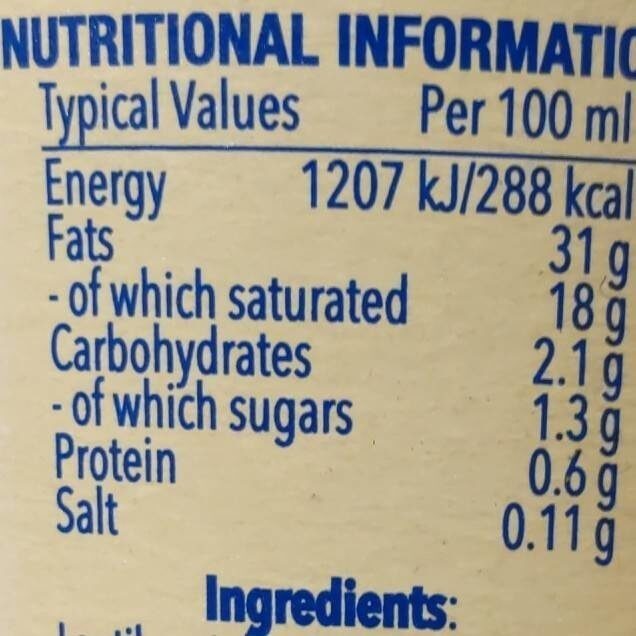 NUTRITIONAL INFORMATIO
Typical Values Per 100 ml
Energy 1207 kJ/288 kcal
Fats 31 g
- of which saturated 18 g
Carbohydrates 2.1 g
- of which sugars 1.3 g
Protein 0.6 g
Salt 0.11 g
Ingredients: